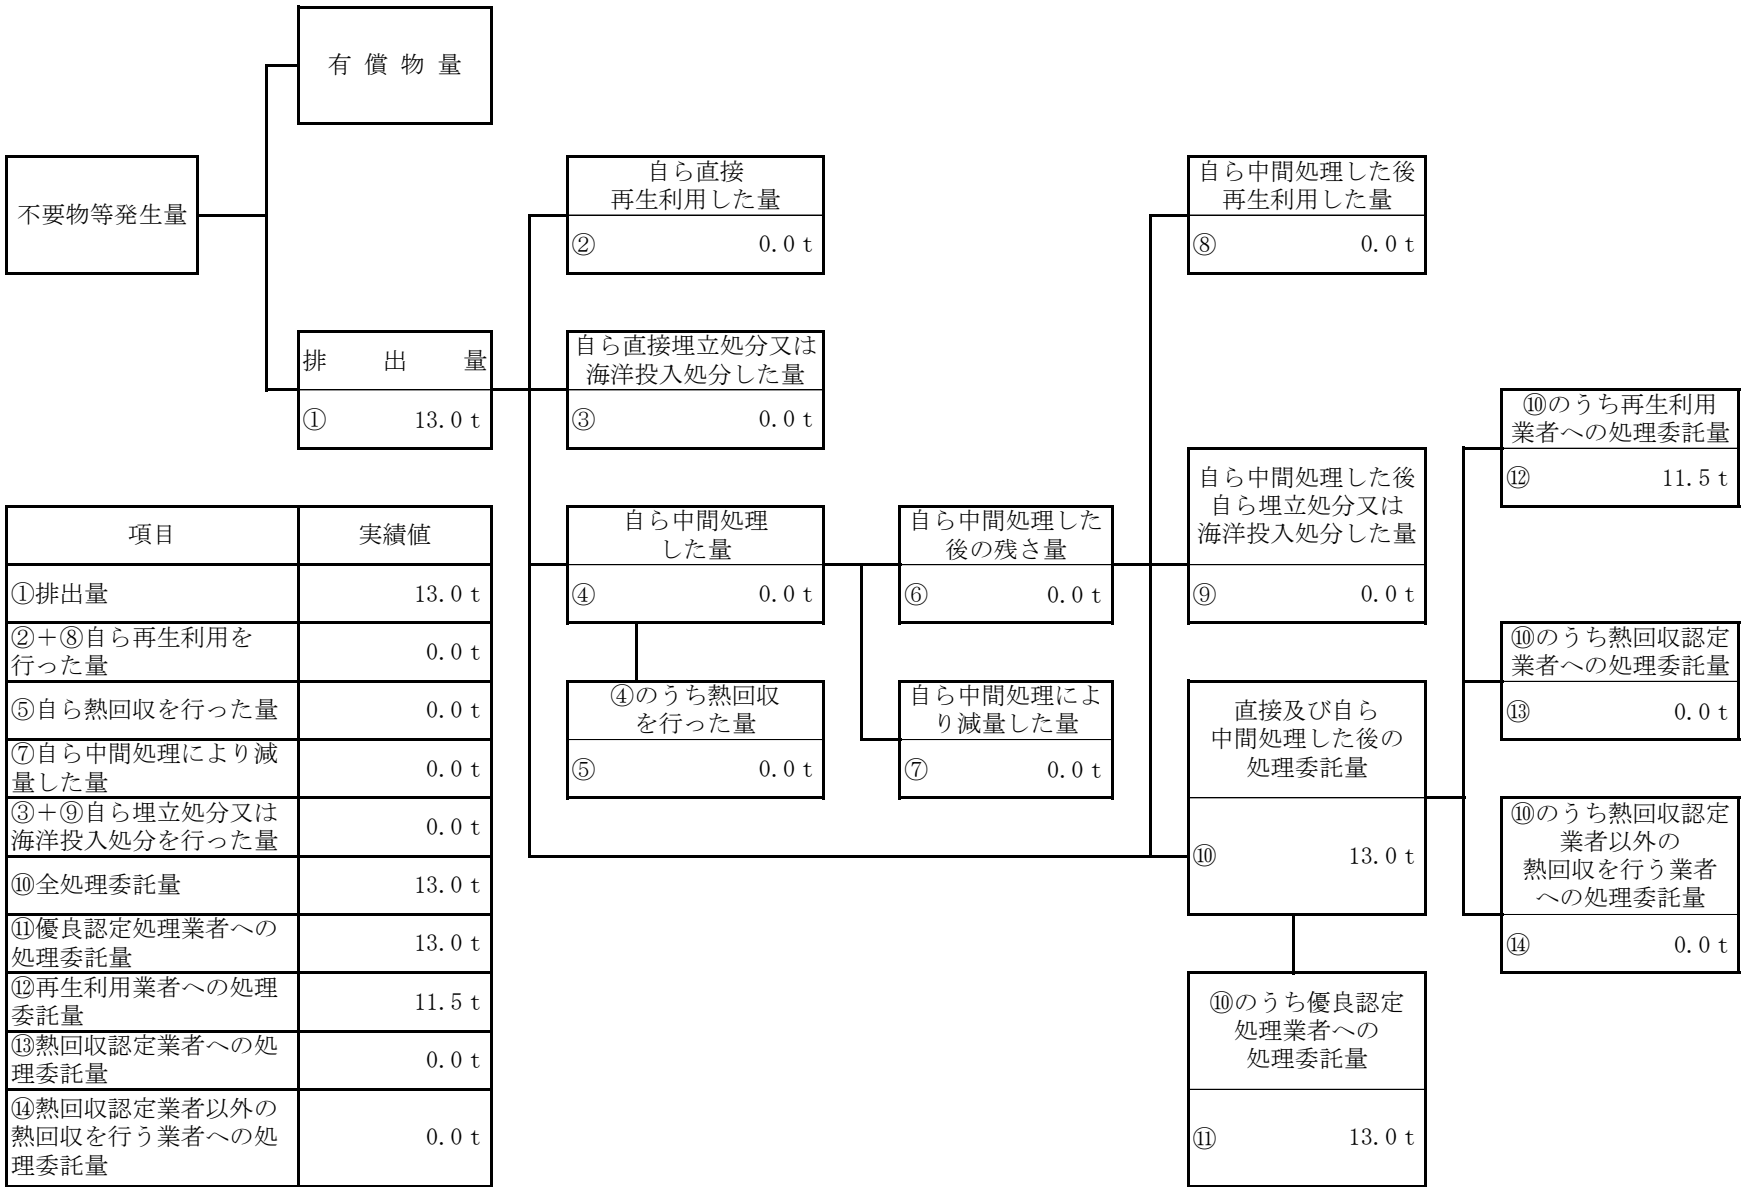 有 償 物 量
不要物等発生量
自ら直接
再生利用した量
② 0.0 t
自ら中間処理した後
再生利用した量
⑧ 0.0 t
排 出 量
① 13.0 t
自ら直接埋立処分又は
海洋投入処分した量
③ 0.0 t
⑩のうち再生利用
業者への処理委託量
⑫ 11.5 t
自ら中間処理
した量
④ 0.0 t
自ら中間処理した
後の残さ量
⑥ 0.0 t
自ら中間処理した後
自ら埋立処分又は
海洋投入処分した量
⑨ 0.0 t
⑩のうち熱回収認定
業者への処理委託量
⑬ 0.0 t
④のうち熱回収
を行った量
⑤ 0.0 t
自ら中間処理によ
り減量した量
⑦ 0.0 t
直接及び自ら
中間処理した後の
処理委託量
⑩ 13.0 t
⑩のうち熱回収認定
業者以外の
熱回収を行う業者
への処理委託量
⑭ 0.0 t
⑩のうち優良認定
処理業者への
処理委託量
⑪ 13.0 t
項目 実績値
①排出量 13.0 t
②＋⑧自ら再生利用を
行った量 0.0 t
⑤自ら熱回収を行った量 0.0 t
⑦自ら中間処理により減
量した量 0.0 t
③＋⑨自ら埋立処分又は
海洋投入処分を行った量 0.0 t
⑩全処理委託量 13.0 t
⑪優良認定処理業者への
処理委託量 13.0 t
⑫再生利用業者への処理
委託量 11.5 t
⑬熱回収認定業者への処
理委託量 0.0 t
⑭熱回収認定業者以外の
熱回収を行う業者への処
理委託量 0.0 t